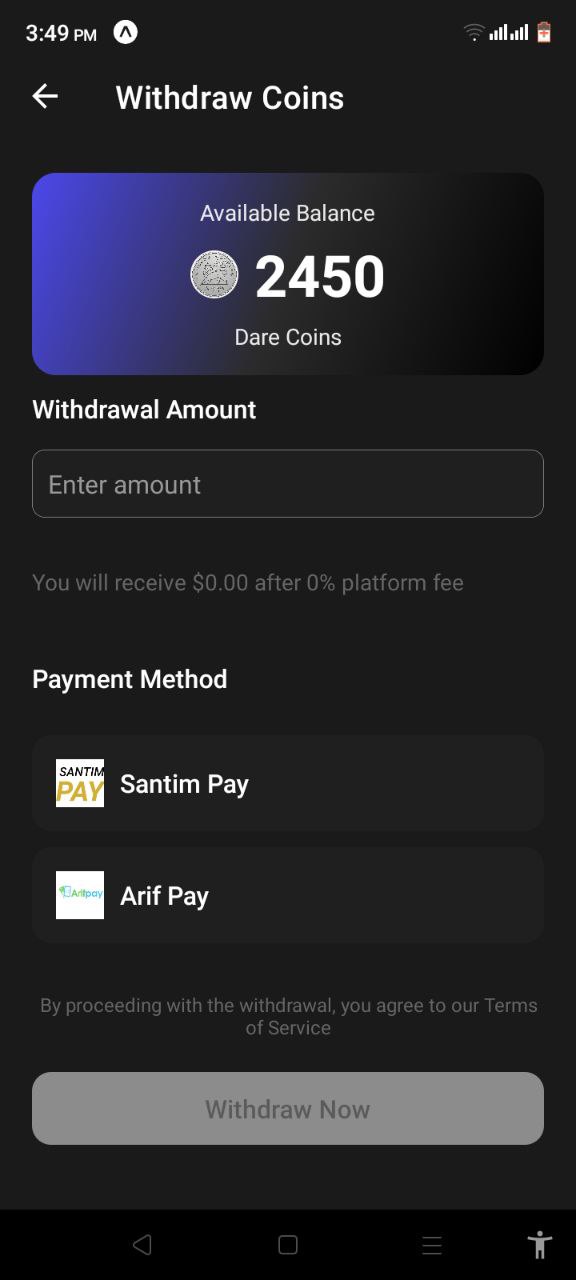 3:49 PM
Withdraw Coins
Available Balance
2450
Dare Coins
Withdrawal Amount
Enter amount
You will receive $0.00 after 0% platform fee
Payment Method
SANTIM
PAY
Santim Pay
Arifpay
Arif Pay
By proceeding with the withdrawal, you agree to our Terms
of Service
Withdraw Now